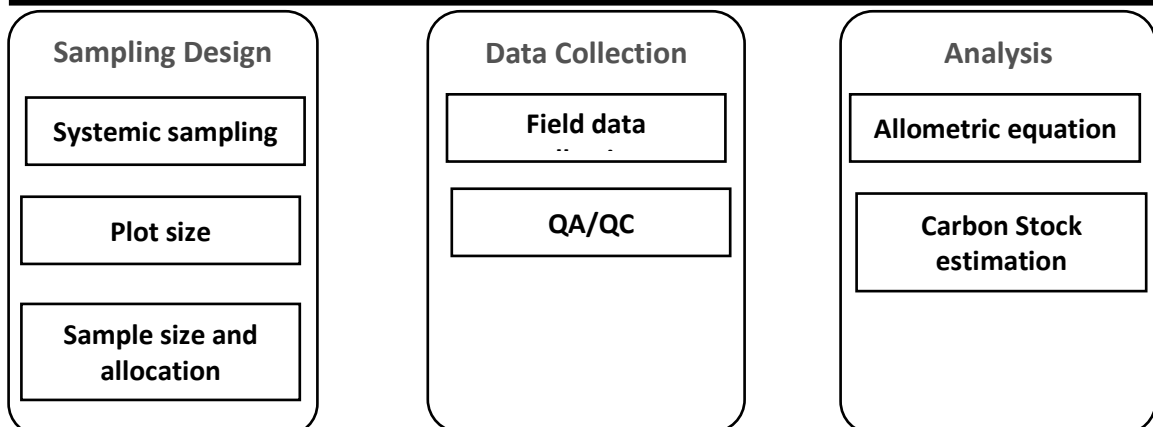 Sampling Design
Systemic sampling
Plot size
Sample size and
allocation
Data Collection
Field data
QA/QC
Analysis
Allometric equation
Carbon Stock
estimation